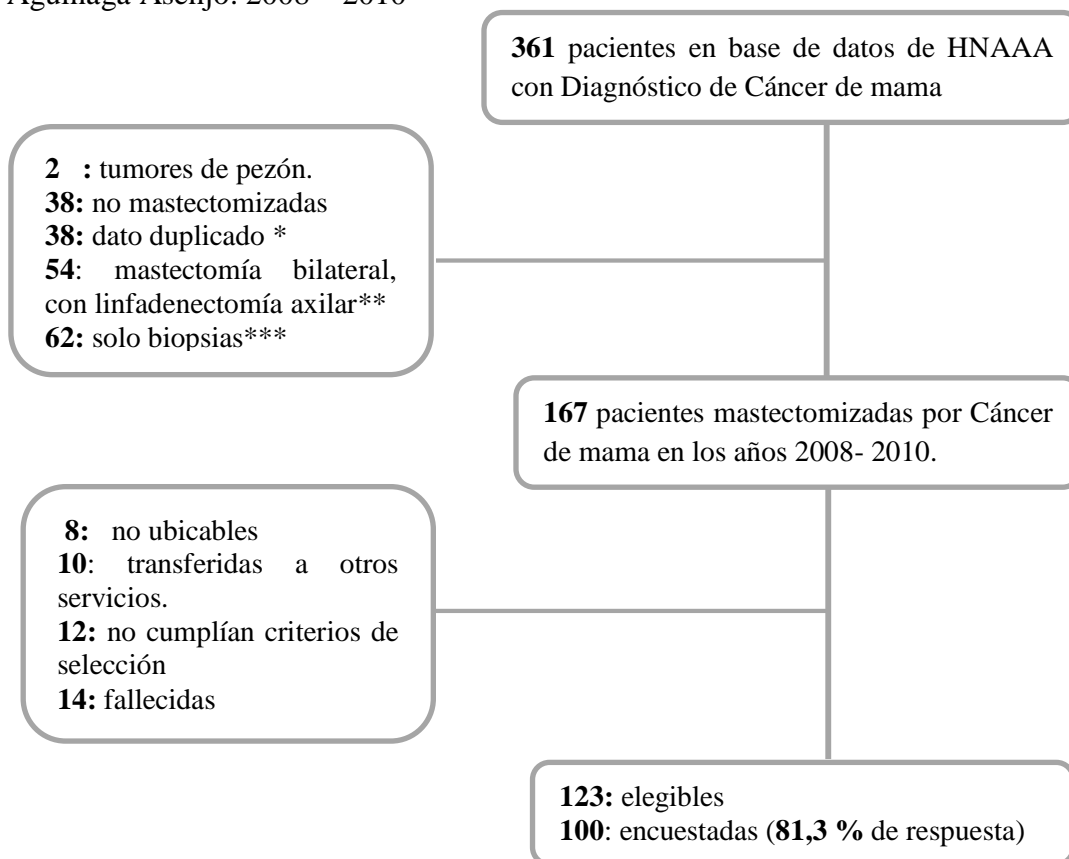 Aguinaga Asenjo. 2008 – 2010
361 pacientes en base de datos de HNAAA
con Diagnóstico de Cáncer de mama
2 : tumores de pezón.
38: no mastectomizadas
38: dato duplicado *
54: mastectomía bilateral,
con linfadenectomía axilar**
62: solo biopsias***
167 pacientes mastectomizadas por Cáncer
de mama en los años 2008- 2010.
8: no ubicables
10: transferidas a otros
servicios.
12: no cumplían criterios de
selección
14: fallecidas
123: elegibles
100: encuestadas (81,3 % de respuesta)